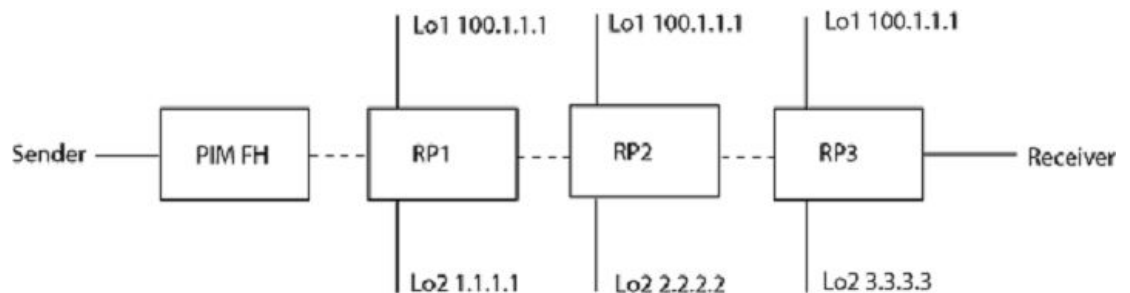 Lo1 100.1.1.1 Lo1 100.1.1.1 Lo1 100.1.1.1
Sender PIM FH RP1 RP2 RP3 Receiver
Lo2 1.1.1.1 Lo2 2.2.2.2 Lo2 3.3.3.3